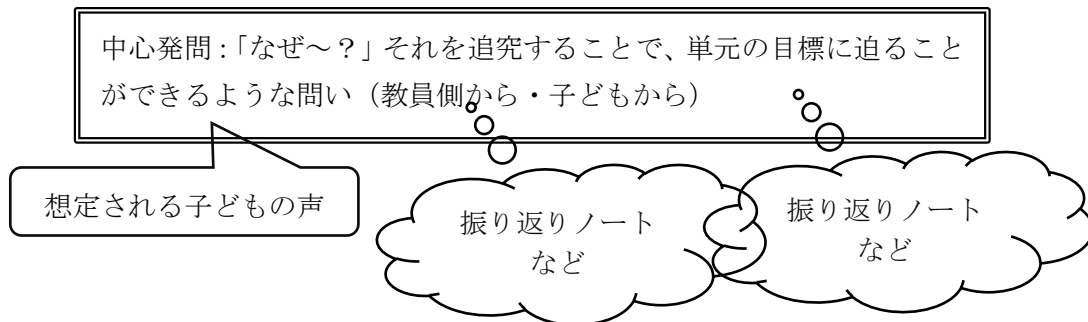 中心発問：「なぜ～？」それを追究することで、単元の目標に迫ること
ができるような問い（教員側から・子どもから）
想定される子どもの声
振り返りノート
など
振り返りノート
など